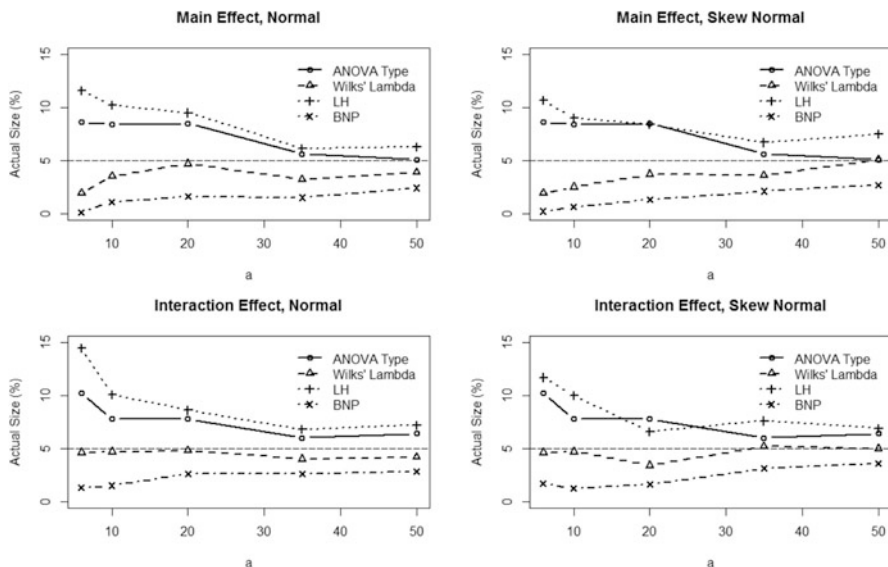 Main Effect, Normal
Actual Size (%)
15
10
5
0
ANOVA Type
Wilks' Lambda
LH
BNP
10 20 30 40 50
a
Main Effect, Skew Normal
Actual Size (%)
15
10
5
0
ANOVA Type
Wilks' Lambda
LH
BNP
10 20 30 40 50
a
Interaction Effect, Normal
Actual Size (%)
15
10
5
0
ANOVA Type
Wilks' Lambda
LH
BNP
10 20 30 40 50
a
Interaction Effect, Skew Normal
Actual Size (%)
15
10
5
0
ANOVA Type
Wilks' Lambda
LH
BNP
10 20 30 40 50
a